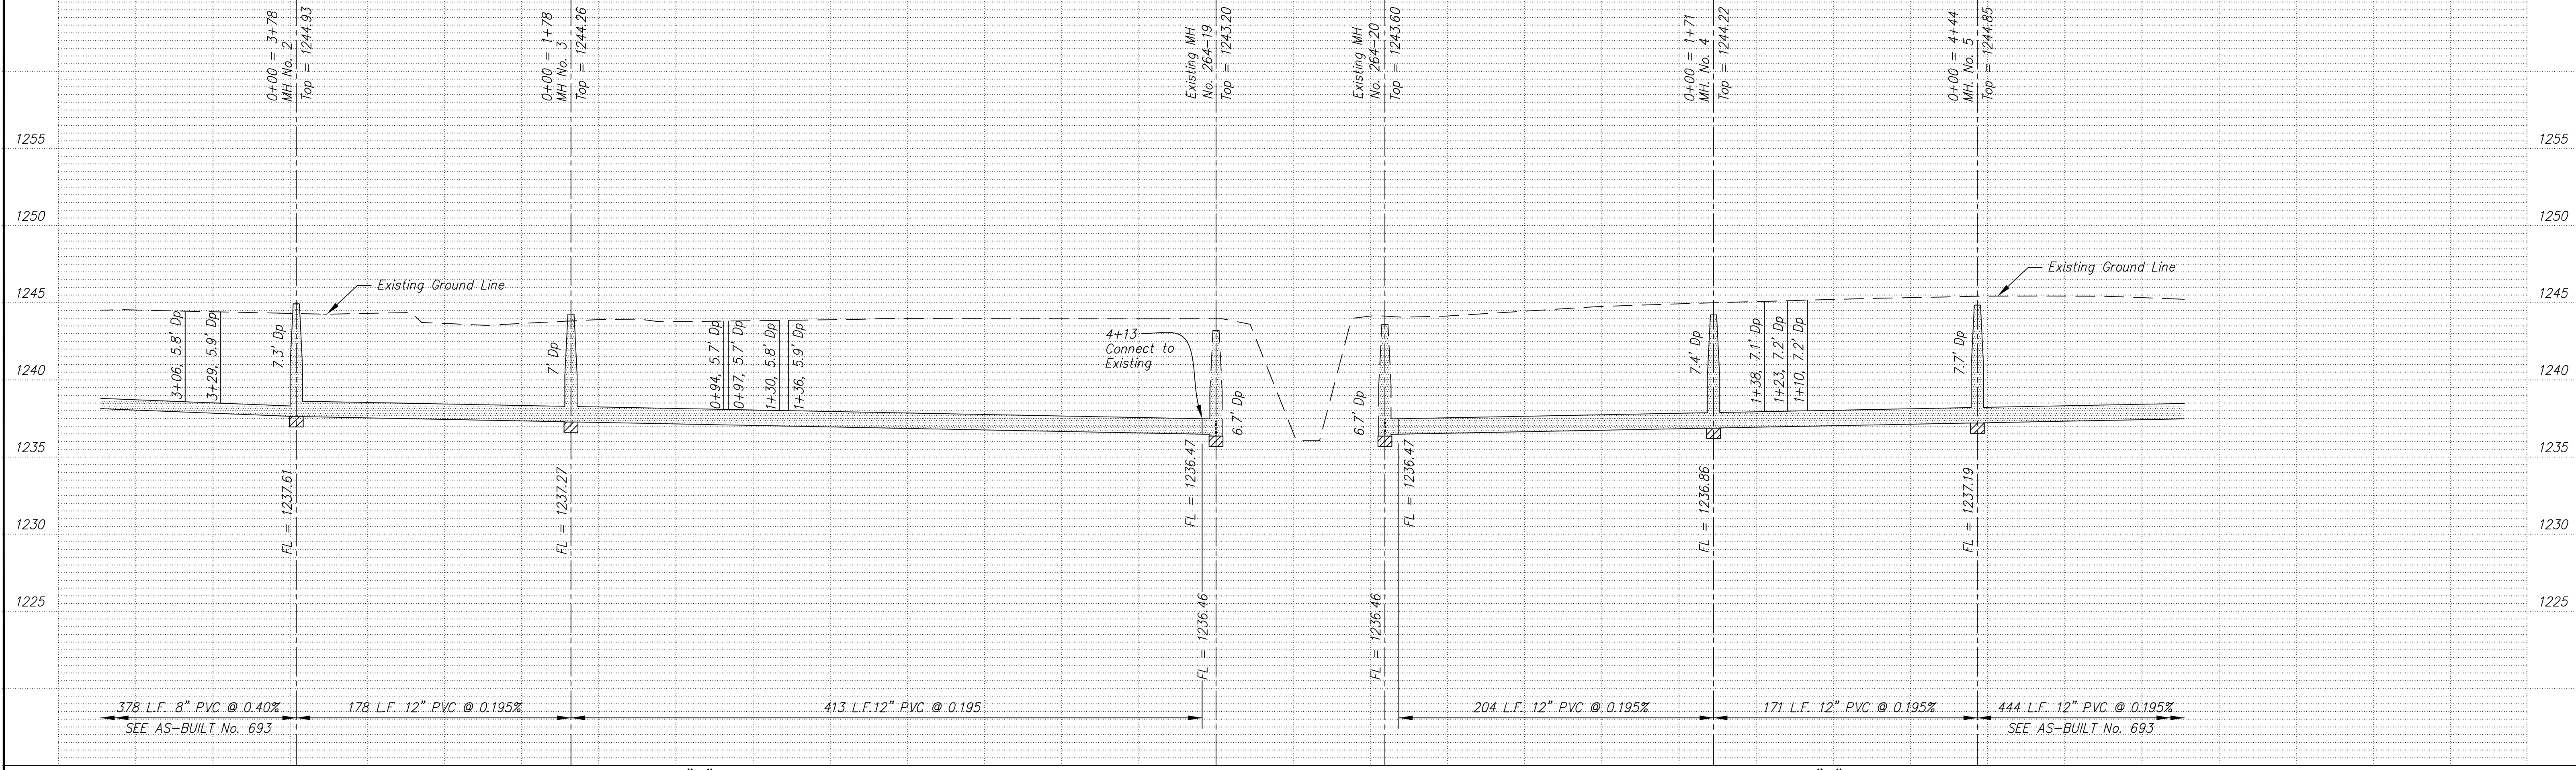 0+00 = 3+78
MH No. 2
Top = 1244.93
0+00 = 1+78
MH No. 3
Top = 1244.26
Existing MH
No. 264-19
Top = 1243.20
Existing MH
No. 264-20
Top = 1243.60
0+00 = 1+71
MH. No. 4
Top = 1244.22
0+00 = 4+44
MH. No. 5
Top = 1244.85
1255
1255
1250
1250
1245
1245
1240
1240
1235
1235
1230
1230
1225
1225
Existing Ground Line
Existing Ground Line
3+06, 5.8' Dp
3+29, 5.9' Dp
7.3' Dp
7' Dp
0+94, 5.7' Dp
0+97, 5.7' Dp
1+30, 5.8' Dp
1+36, 5.9' Dp
4+13
Connect to
Existing
6.7' Dp
6.7' Dp
7.4' Dp
1+38, 7.1' Dp
1+23, 7.2' Dp
1+10, 7.2' Dp
7.7' Dp
FL = 1237.61
FL = 1237.27
FL = 1236.47
FL = 1236.46
FL = 1236.46
FL = 1236.47
FL = 1236.86
FL = 1237.19
378 L.F. 8" PVC @ 0.40%
SEE AS-BUILT No. 693
178 L.F. 12" PVC @ 0.195%
413 L.F.12" PVC @ 0.195
204 L.F. 12" PVC @ 0.195%
171 L.F. 12" PVC @ 0.195%
444 L.F. 12" PVC @ 0.195%
SEE AS-BUILT No. 693